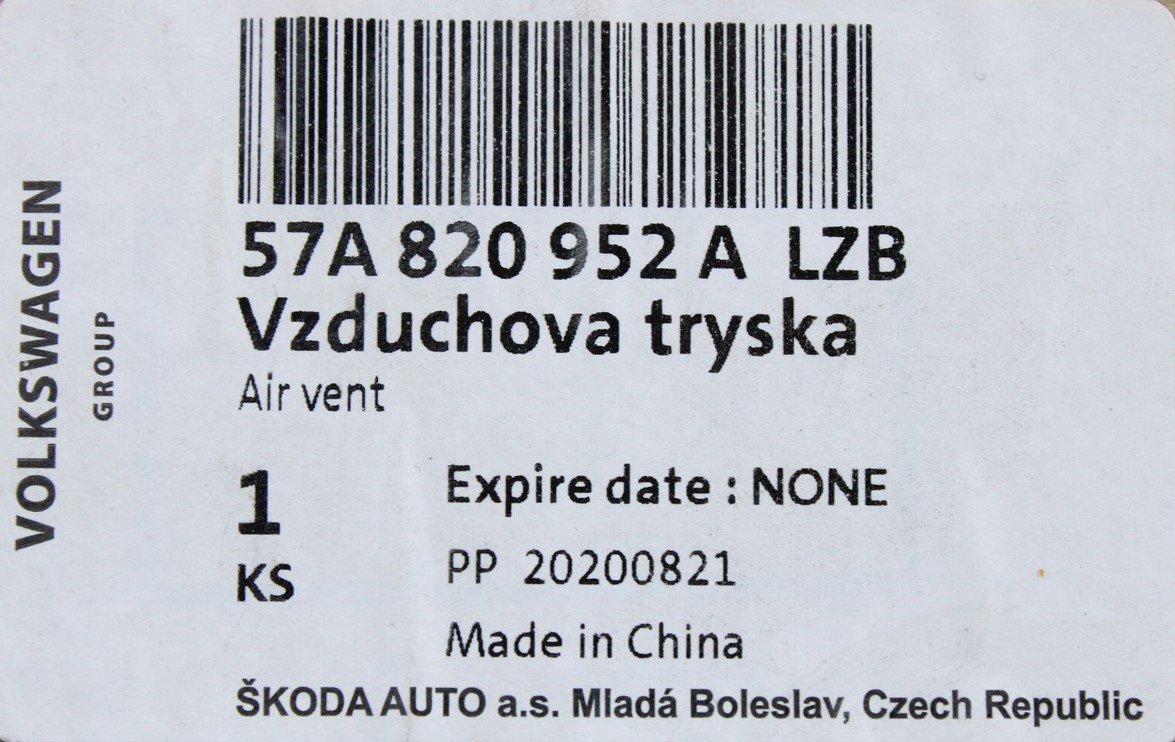 VOLKSWAGEN
GROUP
57A 820 952 A LZB
Vzduchova tryska
Air vent
1
KS
Expire date : NONE
PP 20200821
Made in China
ŠKODA AUTO a.s. Mladá Boleslav, Czech Republic